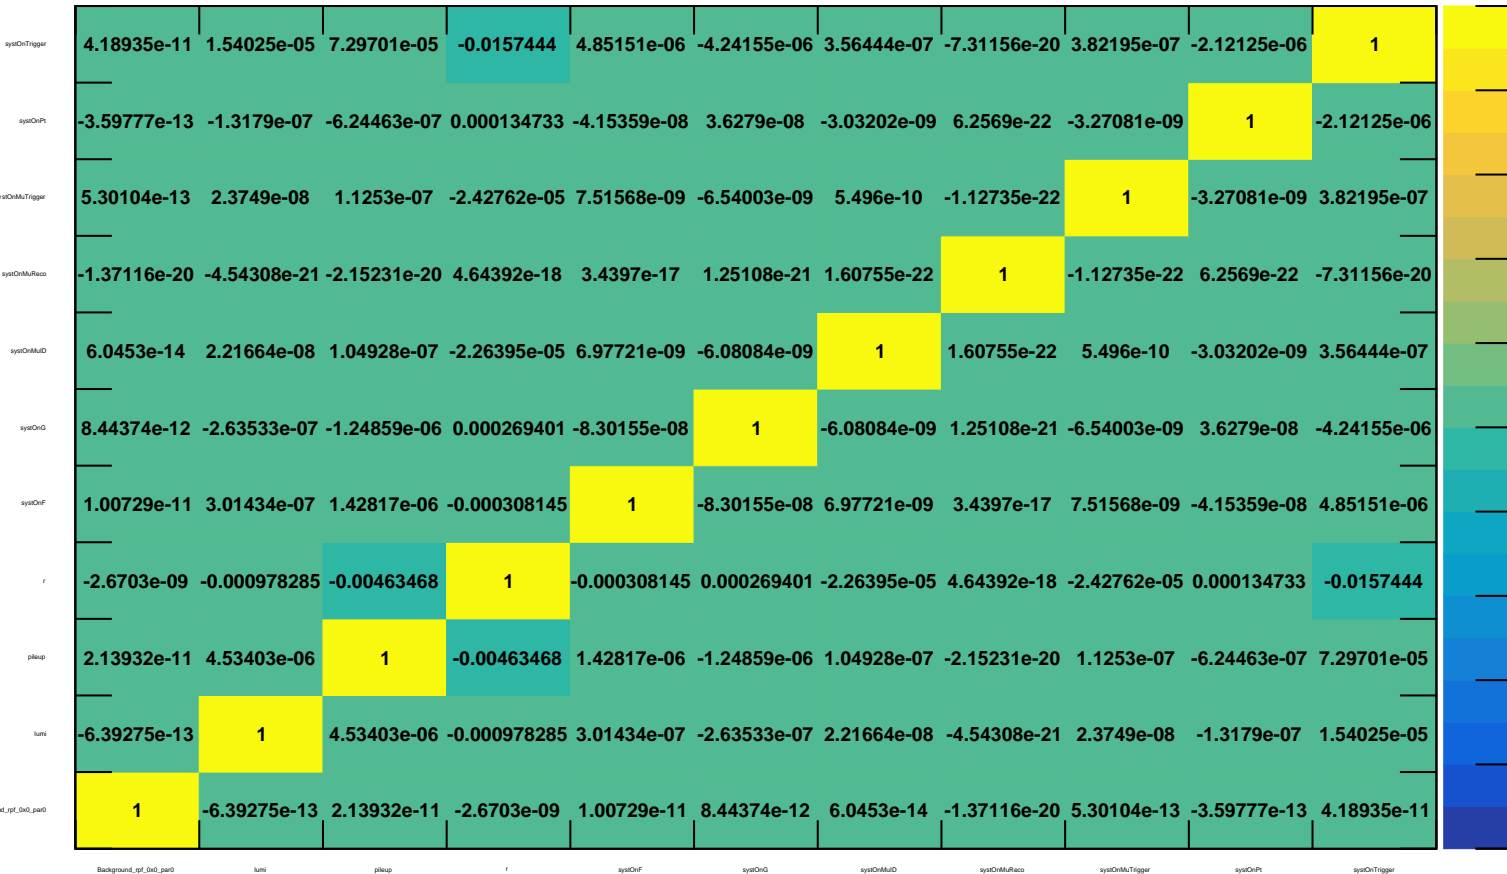 systOnTrigger 4.18935e-11 1.54025e-05 7.29701e-05 -0.0157444 4.85151e-06 -4.24155e-06 3.56444e-07 -7.31156e-20 3.82195e-07 -2.12125e-06 1
systOnPt -3.59777e-13 -1.3179e-07 -6.24463e-07 0.000134733 -4.15359e-08 3.6279e-08 -3.03202e-09 6.2569e-22 -3.27081e-09 1 -2.12125e-06
stOnMuTrigger 5.30104e-13 2.3749e-08 1.1253e-07 -2.42762e-05 7.51568e-09 -6.54003e-09 5.496e-10 -1.12735e-22 1 -3.27081e-09 3.82195e-07
systOnMuReco -1.37116e-20 -4.54308e-21 -2.15231e-20 4.64392e-18 3.4397e-17 1.25108e-21 1.60755e-22 1 -1.12735e-22 6.2569e-22 -7.31156e-20
systOnMuID 6.0453e-14 2.21664e-08 1.04928e-07 -2.26395e-05 6.97721e-09 -6.08084e-09 1 1.60755e-22 5.496e-10 -3.03202e-09 3.56444e-07
systOnG 8.44374e-12 -2.63533e-07 -1.24859e-06 0.000269401 -8.30155e-08 1 -6.08084e-09 1.25108e-21 -6.54003e-09 3.6279e-08 -4.24155e-06
systOnF 1.00729e-11 3.01434e-07 1.42817e-06 -0.000308145 1 -8.30155e-08 6.97721e-09 3.4397e-17 7.51568e-09 -4.15359e-08 4.85151e-06
r -2.6703e-09 -0.000978285 -0.00463468 1 -0.000308145 0.000269401 -2.26395e-05 4.64392e-18 -2.42762e-05 0.000134733 -0.0157444
pileup 2.13932e-11 4.53403e-06 1 -0.00463468 1.42817e-06 -1.24859e-06 1.04928e-07 -2.15231e-20 1.1253e-07 -6.24463e-07 7.29701e-05
lumi -6.39275e-13 1 4.53403e-06 -0.000978285 3.01434e-07 -2.63533e-07 2.21664e-08 -4.54308e-21 2.3749e-08 -1.3179e-07 1.54025e-05
d_rpf_0x0_par0 1 -6.39275e-13 2.13932e-11 -2.6703e-09 1.00729e-11 8.44374e-12 6.0453e-14 -1.37116e-20 5.30104e-13 -3.59777e-13 4.18935e-11
Background_rpf_0x0_par0 lumi pileup r systOnF systOnG systOnMuID systOnMuReco systOnMuTrigger systOnPt systOnTrigger